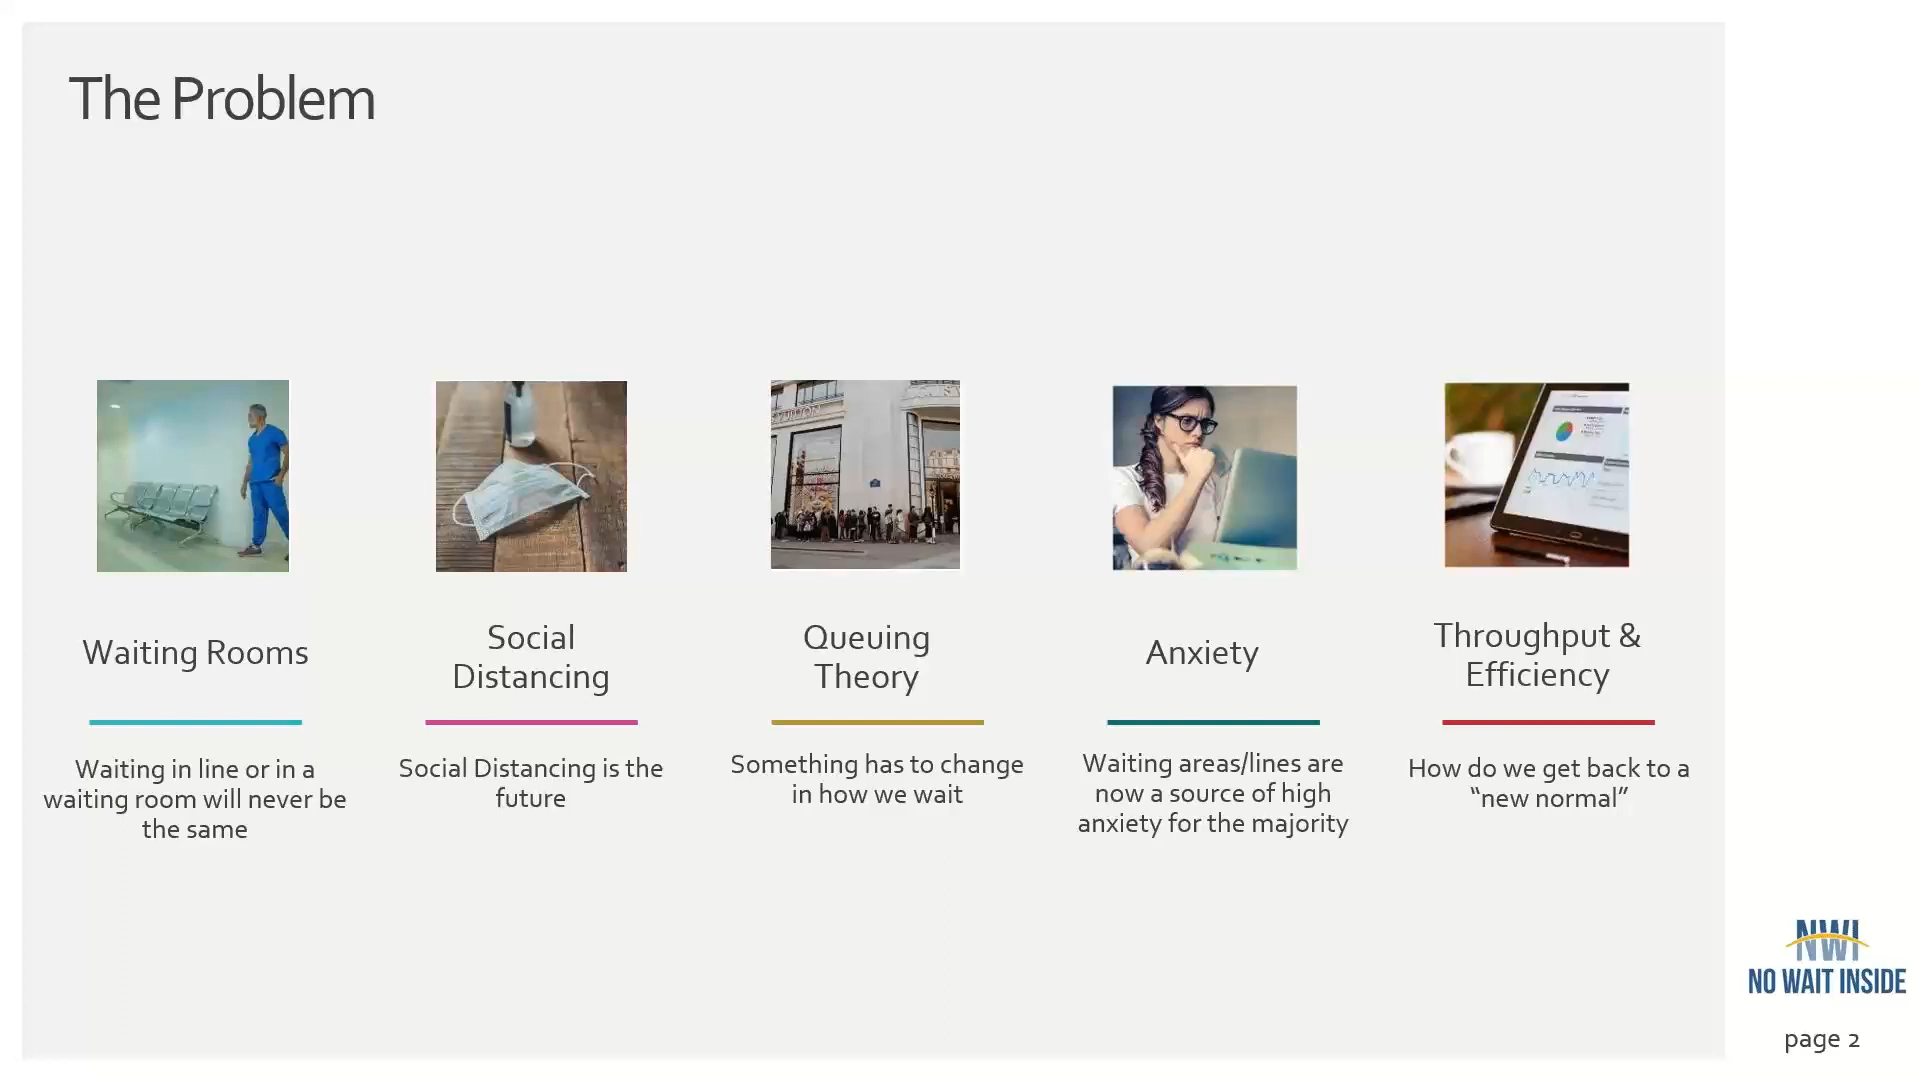 The Problem
Waiting Rooms
Waiting in line or in a
waiting room will never be
the same
Social
Distancing
Social Distancing is the
future
Queuing
Theory
Something has to change
in how we wait
Anxiety
Waiting areas/lines are
now a source of high
anxiety for the majority
Throughput &
Efficiency
How do we get back to a
“new normal”
NWI
NO WAIT INSIDE
page 2